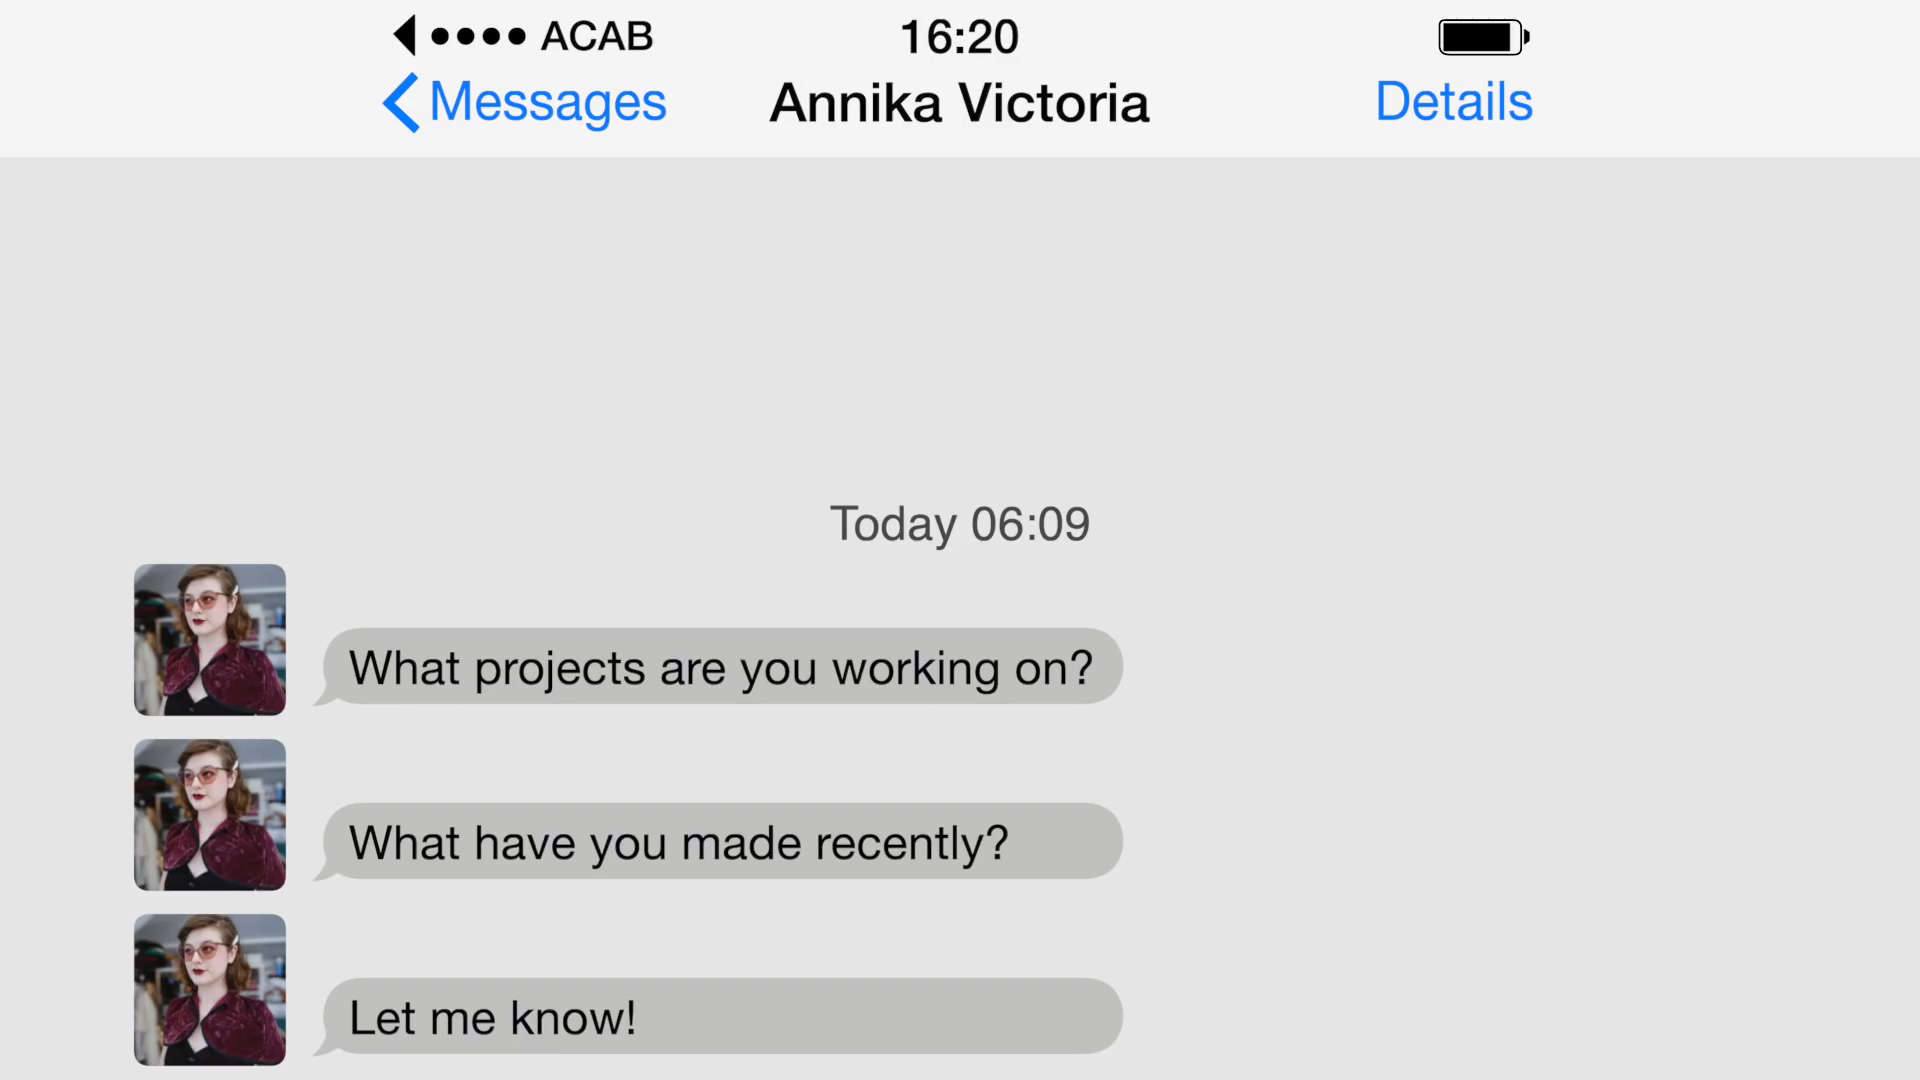 ACAB 16:20
Messages Annika Victoria Details
Today 06:09
What projects are you working on?
What have you made recently?
Let me know!